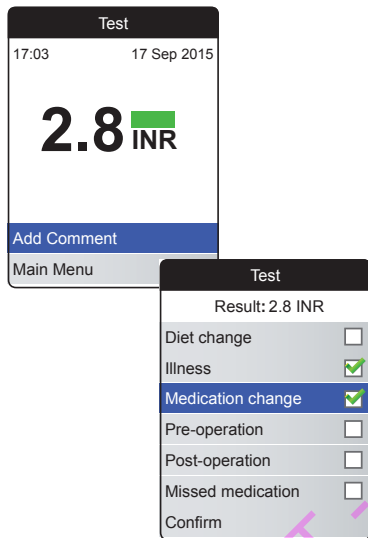 Test
17:03 17 Sep 2015
2.8 INR
Add Comment
Main Menu
Test
Result: 2.8 INR
Diet change
Illness
Medication change
Pre-operation
Post-operation
Missed medication
Confirm